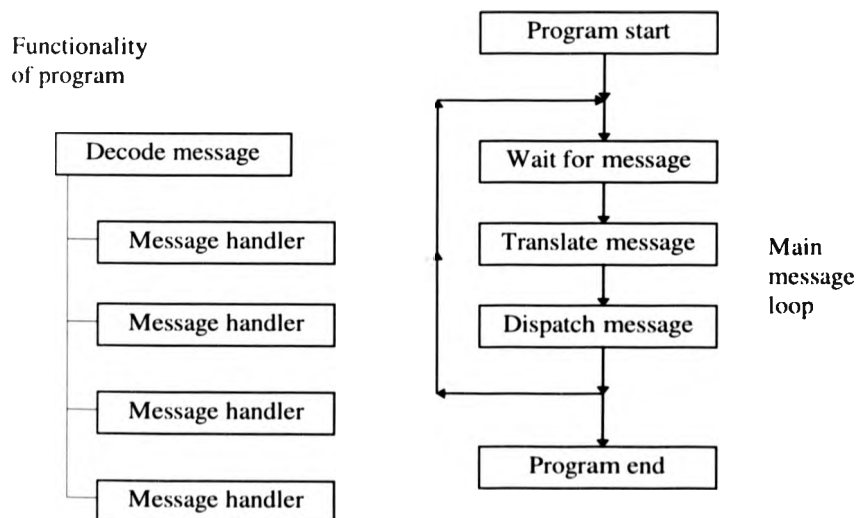 Functionality
of program
Decode message
Message handler
Message handler
Message handler
Message handler
Program start
Wait for message
Translate message
Dispatch message
Program end
Main
message
loop